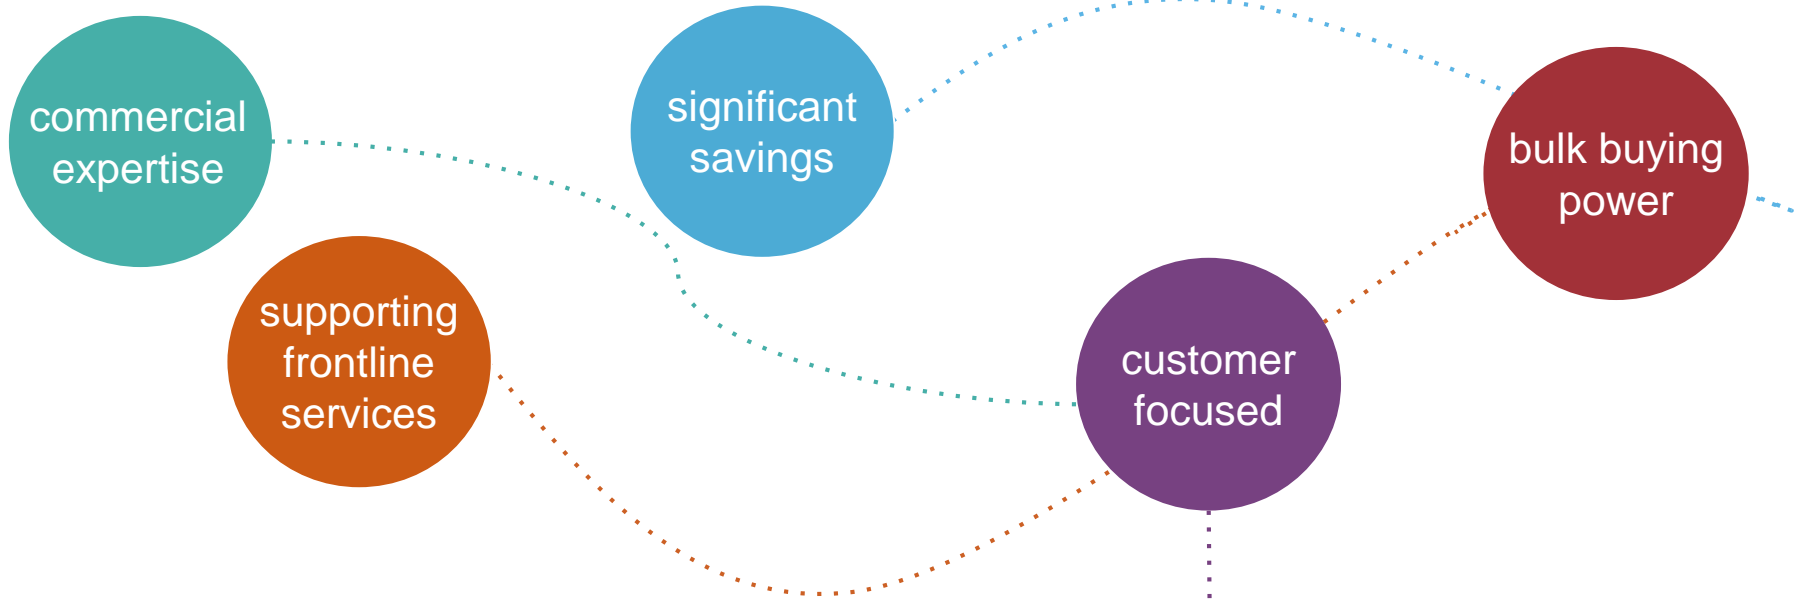 commercial
expertise
significant
savings
bulk buying
power
supporting
frontline
services
customer
focused